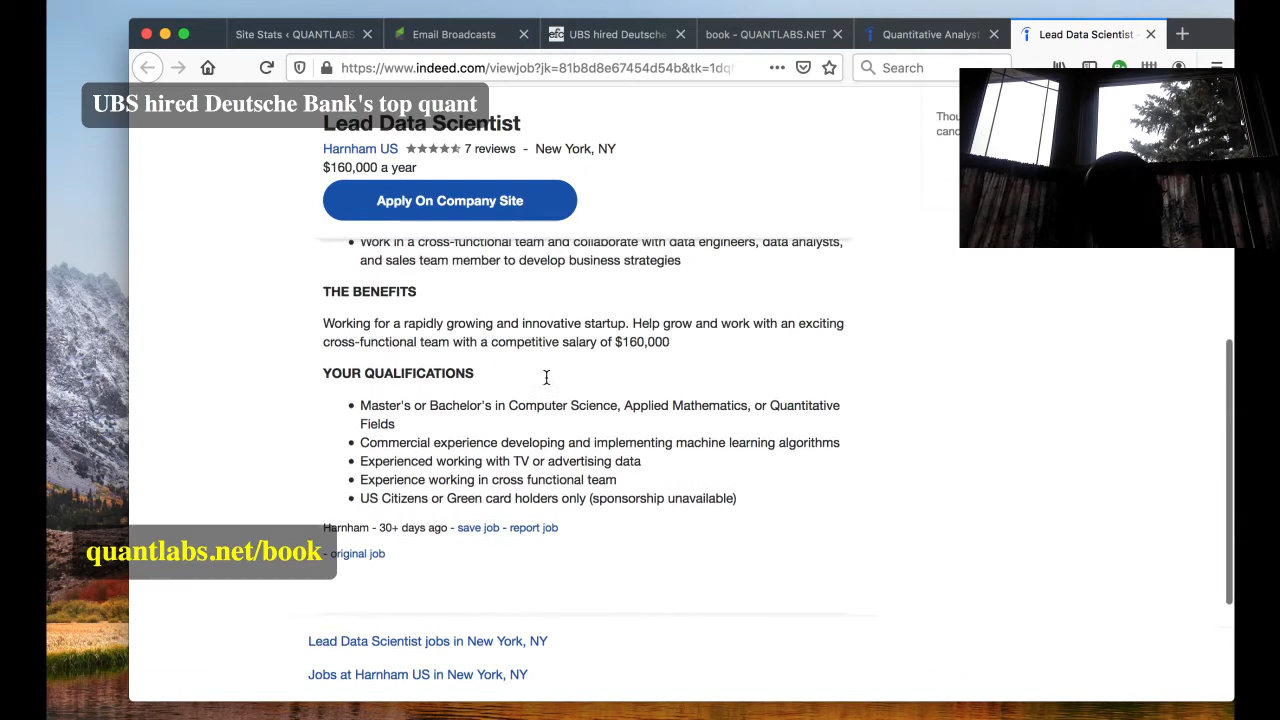 Site Stats ‹ QUANTLABS
Email Broadcasts
efc UBS hired Deutsche
book - QUANTLABS.NET
Quantitative Analyst
Lead Data Scientist -
https://www.indeed.com/viewjob?jk=81b8d8e67454d54b&tk=1dq
Search
UBS hired Deutsche Bank's top quant
Thou
canc
Lead Data Scientist
Harnham US 7 reviews - New York, NY
$160,000 a year
Apply On Company Site
• Work in a cross-functional team and collaborate with data engineers, data analysts,
and sales team member to develop business strategies
THE BENEFITS
Working for a rapidly growing and innovative startup. Help grow and work with an exciting
cross-functional team with a competitive salary of $160,000
YOUR QUALIFICATIONS
• Master's or Bachelor's in Computer Science, Applied Mathematics, or Quantitative
Fields
• Commercial experience developing and implementing machine learning algorithms
• Experienced working with TV or advertising data
• Experience working in cross functional team
• US Citizens or Green card holders only (sponsorship unavailable)
Harnham - 30+ days ago - save job - report job
quantlabs.net/book
- original job
Lead Data Scientist jobs in New York, NY
Jobs at Harnham US in New York, NY